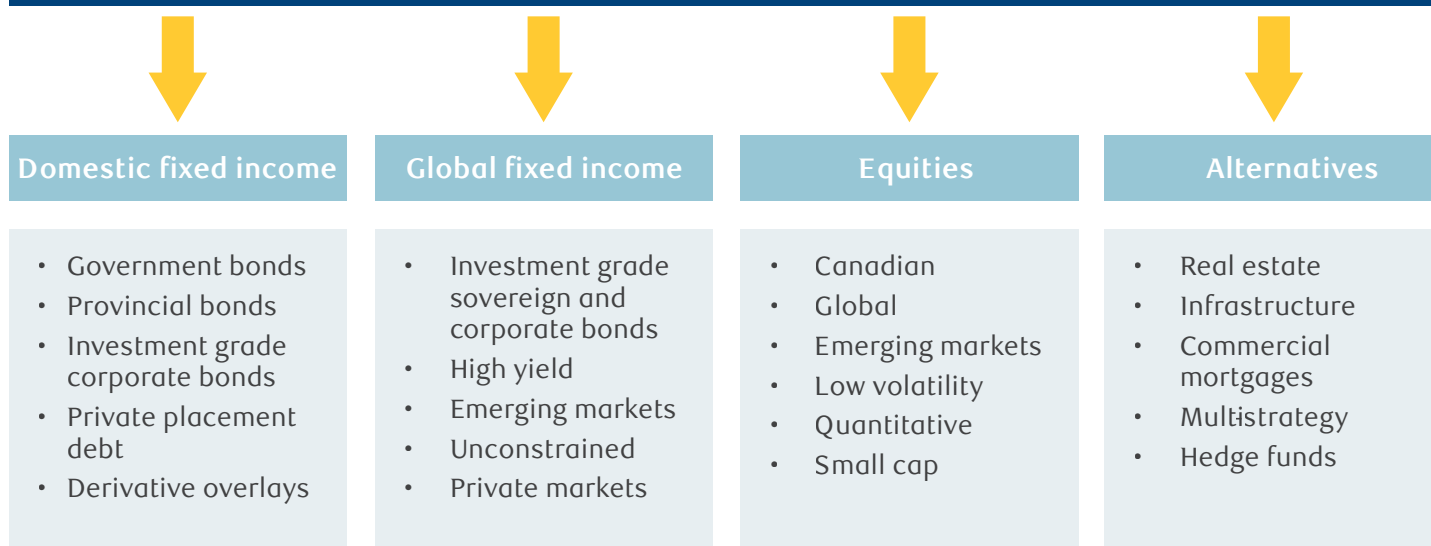 Domestic fixed income
• Government bonds
• Provincial bonds
• Investment grade
corporate bonds
• Private placement
debt
• Derivative overlays
Global fixed income
• Investment grade
sovereign and
corporate bonds
• High yield
• Emerging markets
• Unconstrained
• Private markets
Equities
• Canadian
• Global
• Emerging markets
• Low volatility
• Quantitative
• Small cap
Alternatives
• Real estate
• Infrastructure
• Commercial
mortgages
• Multi-strategy
• Hedge funds